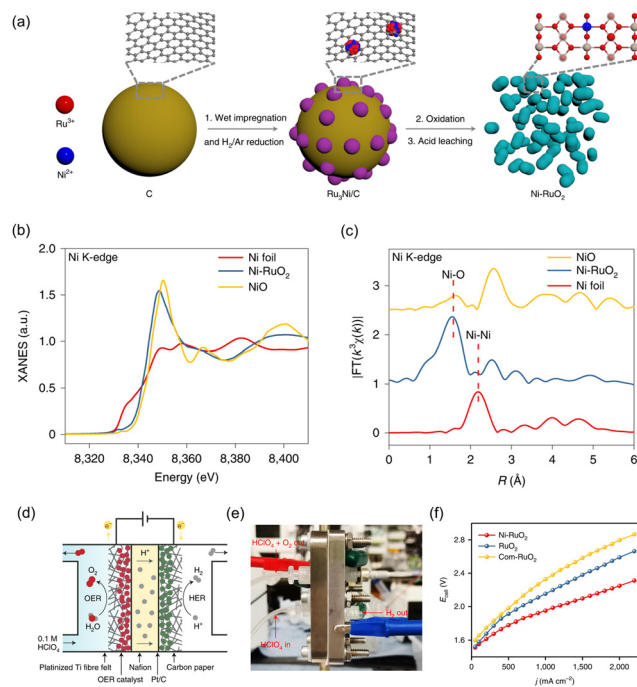 (a)
Ru3+
Ni2+
C
1. Wet impregnation
and H2/Ar reduction
Ru3Ni/C
2. Oxidation
3. Acid leaching
Ni-RuO2
(b)
Ni K-edge
Ni foil
Ni-RuO2
NiO
XANES (a.u.)
1.5
1.0
0.5
0.0
8,320
8,340
8,360
8,380
8,400
Energy (eV)
(c)
Ni K-edge
NiO
Ni-RuO2
Ni foil
Ni-O
Ni-Ni
|FT(k3χ(k))|
3
2
1
0
0
1
2
3
4
5
6
R (Å)
(d)
e-
e-
H+
O2
OER
H2O
H2
HER
H+
0.1 M
HClO4
Platinized Ti fibre felt
Nafion
Carbon paper
OER catalyst
Pt/C
(e)
HClO4 + O2 out
H2 out
HClO4 in
(f)
Ni-RuO2
RuO2
Com-RuO2
Ecell (V)
2.8
2.4
2.0
1.6
1.2
0
500
1,000
1,500
2,000
j (mA cm−2)